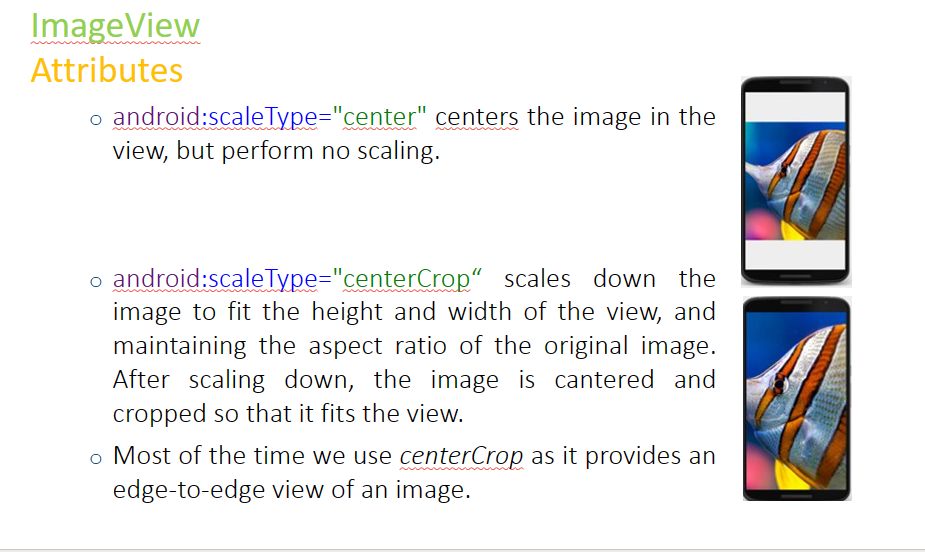 ImageView
Attributes
o android:scaleType="center" centers the image in the
view, but perform no scaling.
o android:scaleType="centerCrop“ scales down the
image to fit the height and width of the view, and
maintaining the aspect ratio of the original image.
After scaling down, the image is cantered and
cropped so that it fits the view.
o Most of the time we use centerCrop as it provides an
edge-to-edge view of an image.